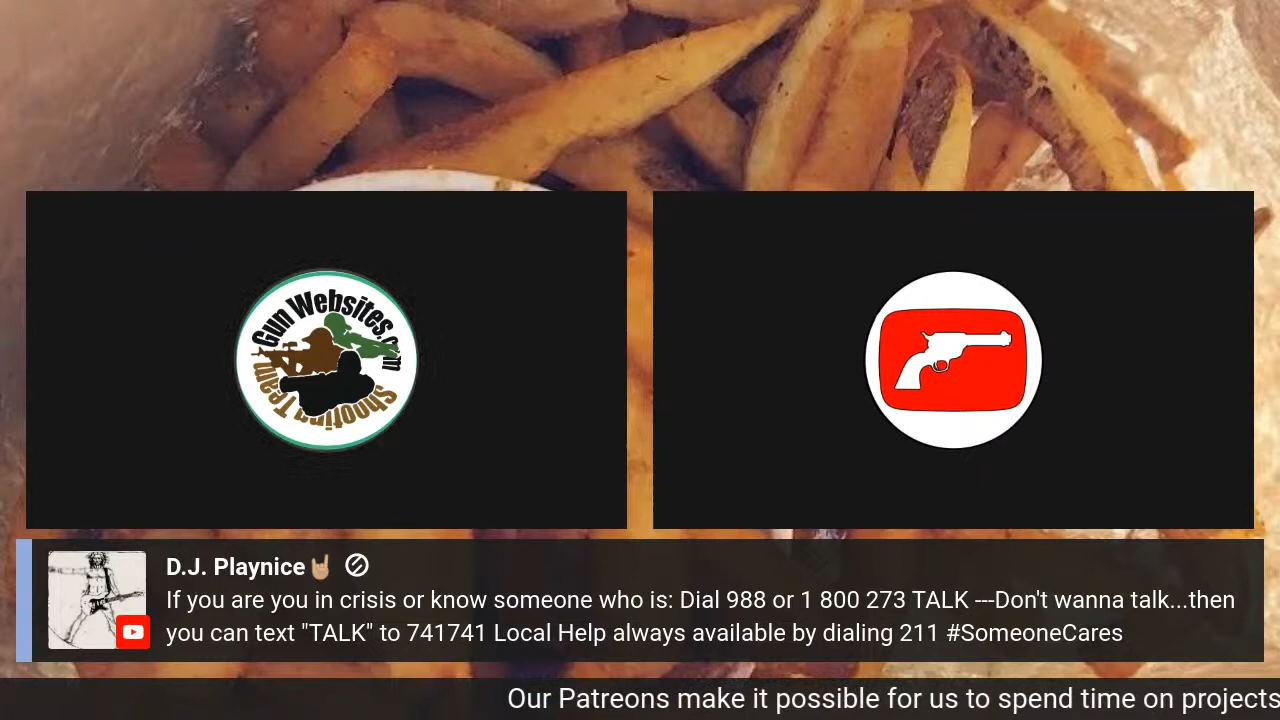 Gun Websites.com
Shooting Team
D.J. Playnice🤘🏼
If you are you in crisis or know someone who is: Dial 988 or 1 800 273 TALK ---Don't wanna talk...then
you can text "TALK" to 741741 Local Help always available by dialing 211 #SomeoneCares
Our Patreons make it possible for us to spend time on projects